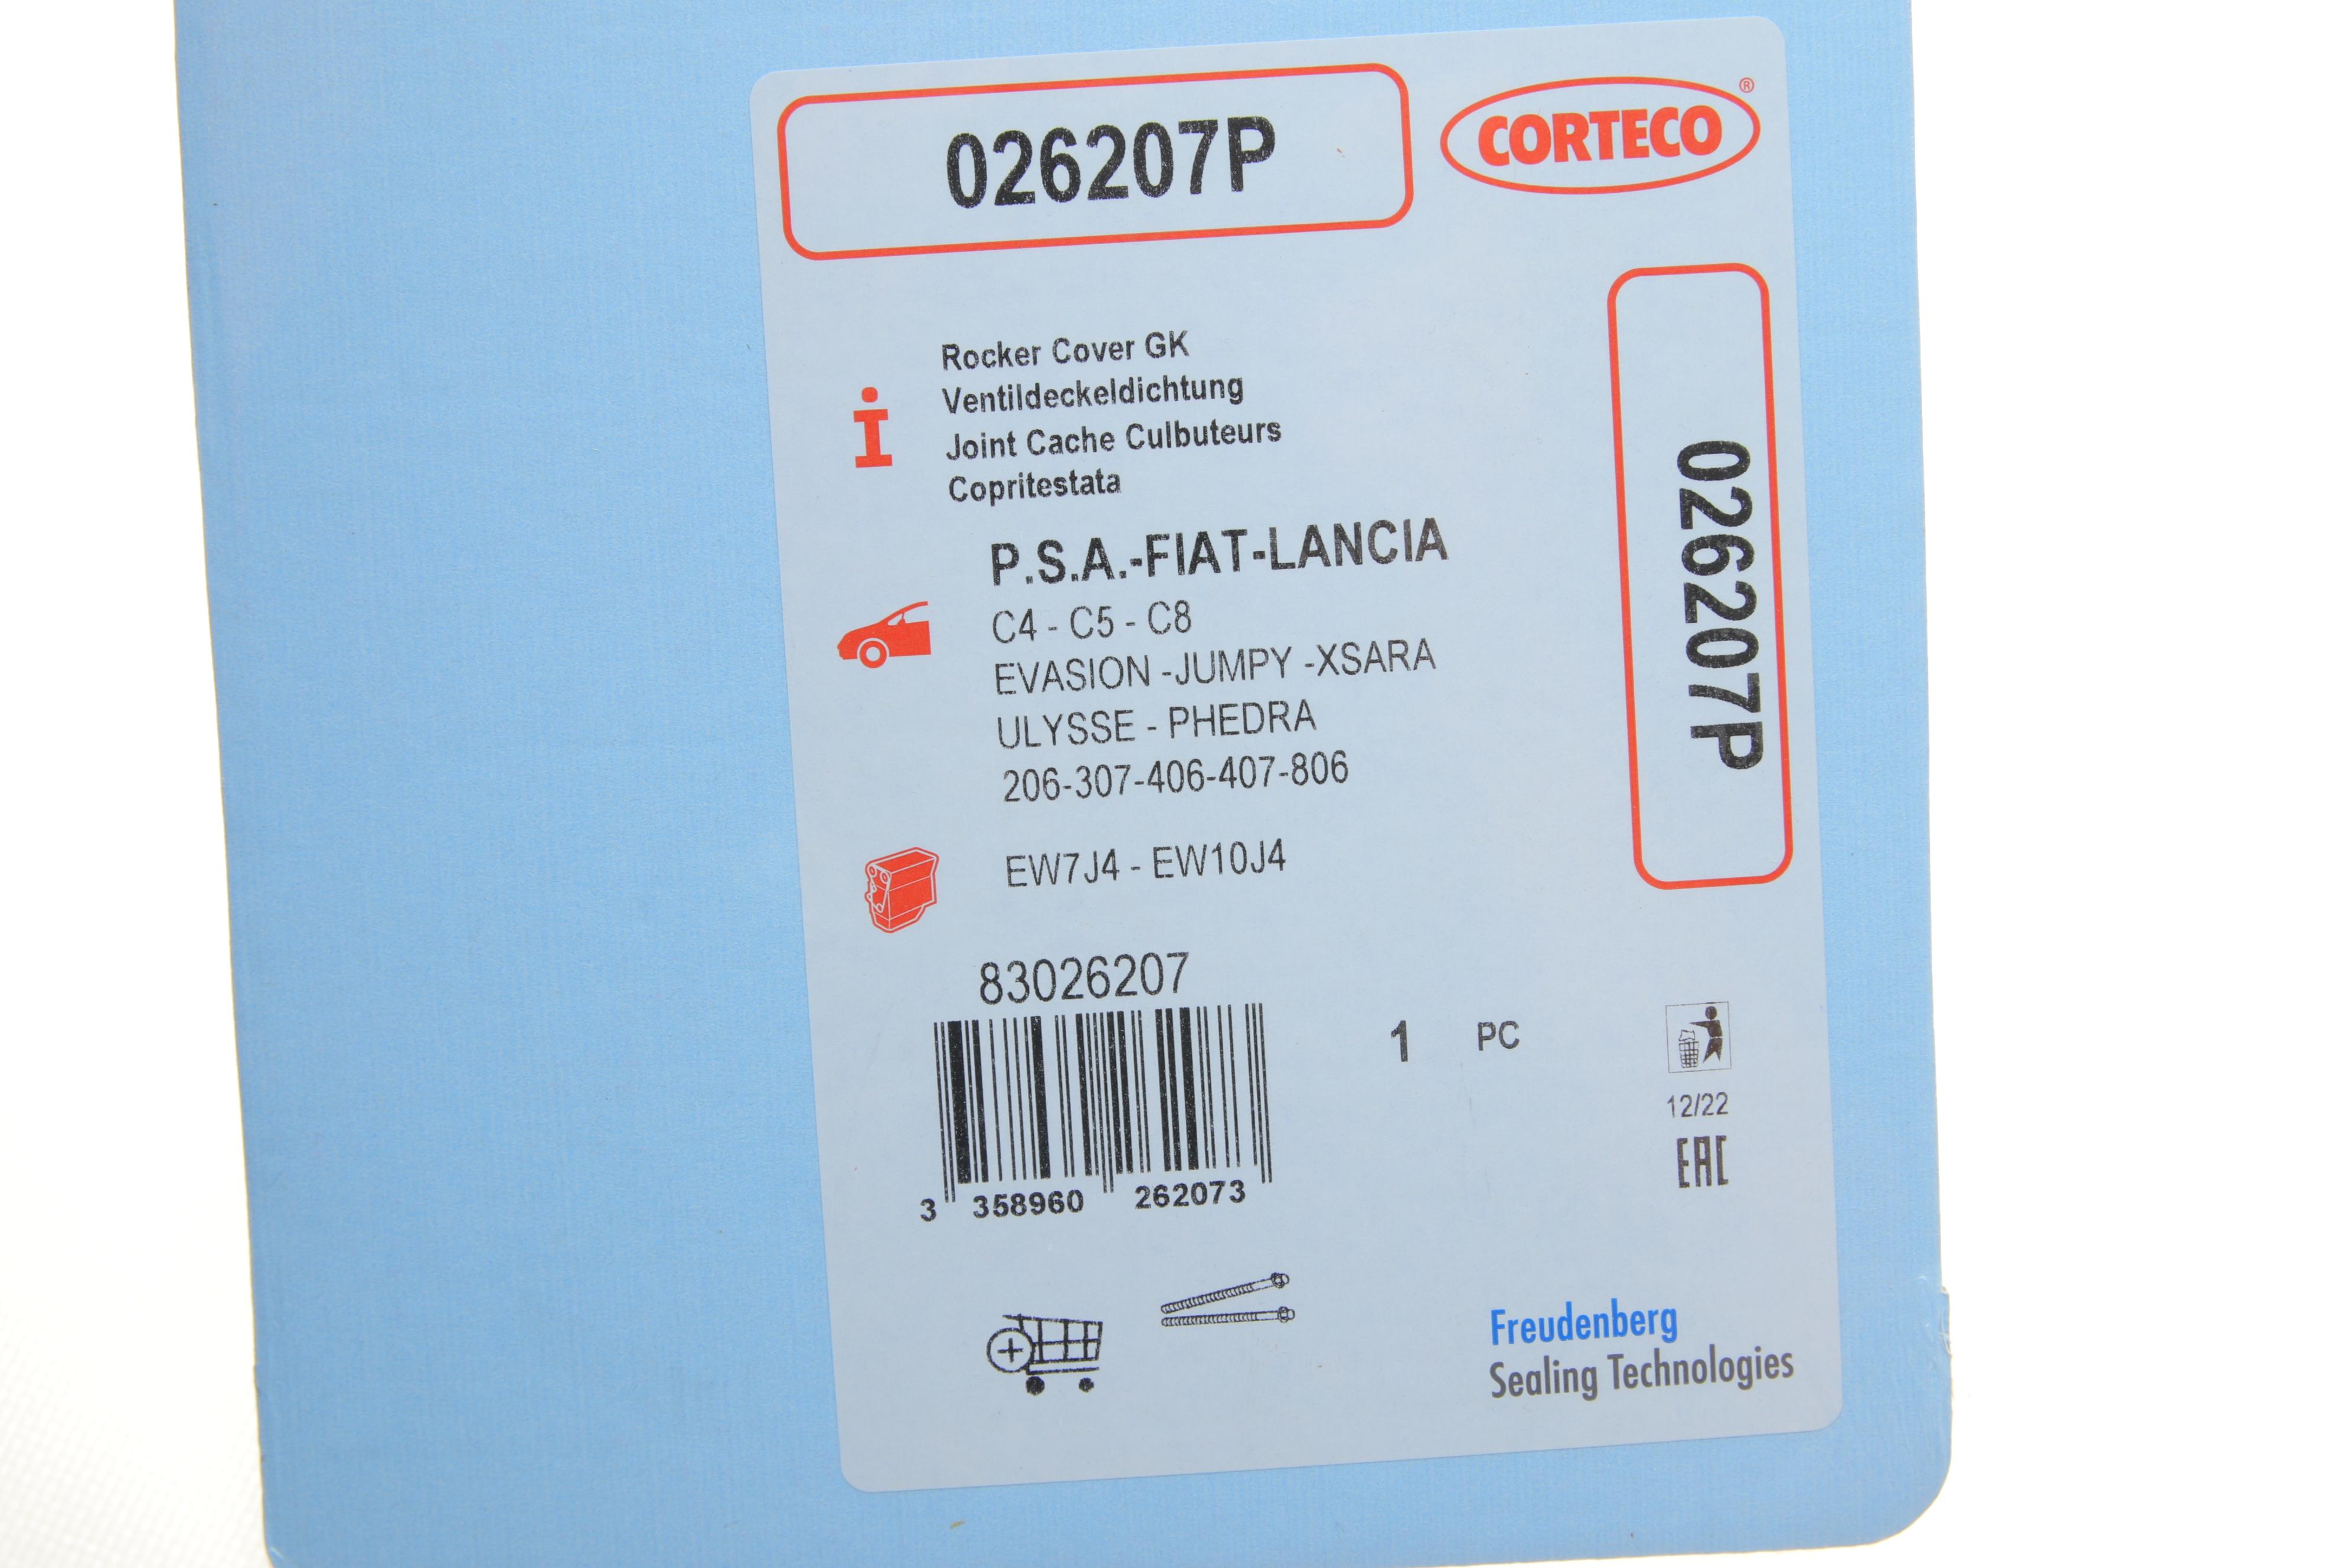 026207P
CORTECO®
Rocker Cover GK
Ventildeckeldichtung
Joint Cache Culbuteurs
Copritestata
026207P
P.S.A.-FIAT-LANCIA
C4 - C5 - C8
EVASION -JUMPY -XSARA
ULYSSE - PHEDRA
206-307-406-407-806
EW7J4 - EW10J4
83026207
3 358960 262073
1 PC
12/22
EAC
Freudenberg
Sealing Technologies